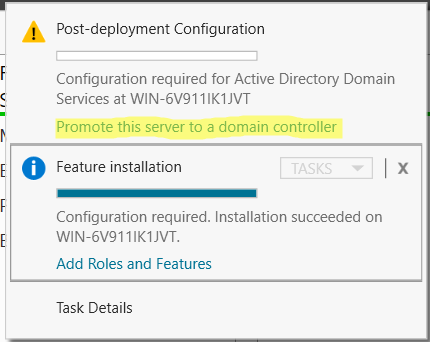 Post-deployment Configuration
Configuration required for Active Directory Domain
Services at WIN-6V911IK1JVT
Promote this server to a domain controller
Feature installation
TASKS
X
Configuration required. Installation succeeded on
WIN-6V911IK1JVT.
Add Roles and Features
Task Details